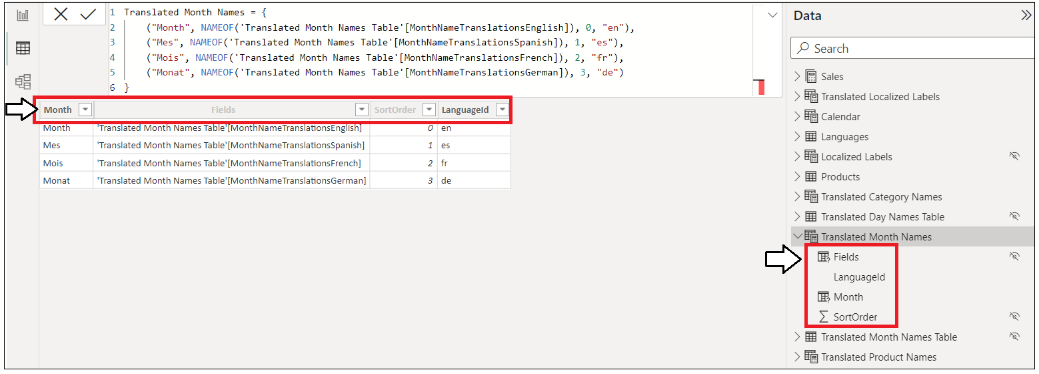 1 Translated Month Names = {
2 ("Month", NAMEOF('Translated Month Names Table'[MonthNameTranslationsEnglish]), 0, "en"),
3 ("Mes", NAMEOF('Translated Month Names Table'[MonthNameTranslationsSpanish]), 1, "es"),
4 ("Mois", NAMEOF('Translated Month Names Table'[MonthNameTranslationsFrench]), 2, "fr"),
5 ("Monat", NAMEOF('Translated Month Names Table'[MonthNameTranslationsGerman]), 3, "de")
6 }
Month Fields SortOrder LanguageId
Month 'Translated Month Names Table'[MonthNameTranslationsEnglish] 0 en
Mes 'Translated Month Names Table'[MonthNameTranslationsSpanish] 1 es
Mois 'Translated Month Names Table'[MonthNameTranslationsFrench] 2 fr
Monat 'Translated Month Names Table'[MonthNameTranslationsGerman] 3 de
Data
Search
Sales
Translated Localized Labels
Calendar
Languages
Localized Labels
Products
Translated Category Names
Translated Day Names Table
Translated Month Names
Fields
LanguageId
Month
SortOrder
Translated Month Names Table
Translated Product Names